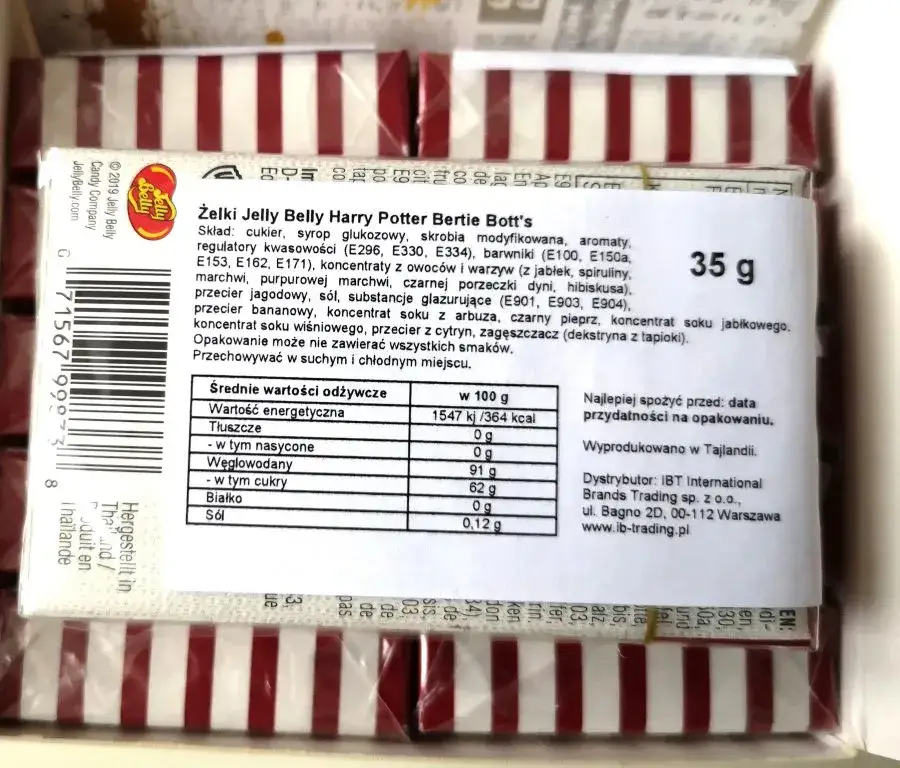 Żelki Jelly Belly Harry Potter Bertie Bott's
Skład: cukier, syrop glukozowy, skrobia modyfikowana, aromaty,
regulatory kwasowości (E296, E330, E334), barwniki (E100, E150a,
E153, E162, E171), koncentraty z owoców i warzyw (z jabłek, spiruliny,
marchwi, purpurowej marchwi, czarnej porzeczki dyni, hibiskusa),
przecier jagodowy, sól, substancje glazurujące (E901, E903, E904),
przecier bananowy, koncentrat soku z arbuza, czarny pieprz, koncentrat soku jabłkowego,
koncentrat soku wiśniowego, przecier z cytryn, zagęszczacz (dekstryna z tapioki).
Opakowanie może nie zawierać wszystkich smaków.
Przechowywać w suchym i chłodnym miejscu.
35 g
Średnie wartości odżywcze w 100 g
Wartość energetyczna 1547 kj /364 kcal
Tłuszcze 0 g
- w tym nasycone 0 g
Węglowodany 91 g
- w tym cukry 62 g
Białko 0 g
Sól 0,12 g
Najlepiej spożyć przed: data
przydatności na opakowaniu.
Wyprodukowano w Tajlandii.
Dystrybutor: IBT International
Brands Trading sp. z o.o.,
ul. Bagno 2D, 00-112 Warszawa
www.ib-trading.pl
Jelly
Belly
© 2019 Jelly Belly
Candy Company
JellyBelly.com
Hergestellt in
Thaïlande
EN: